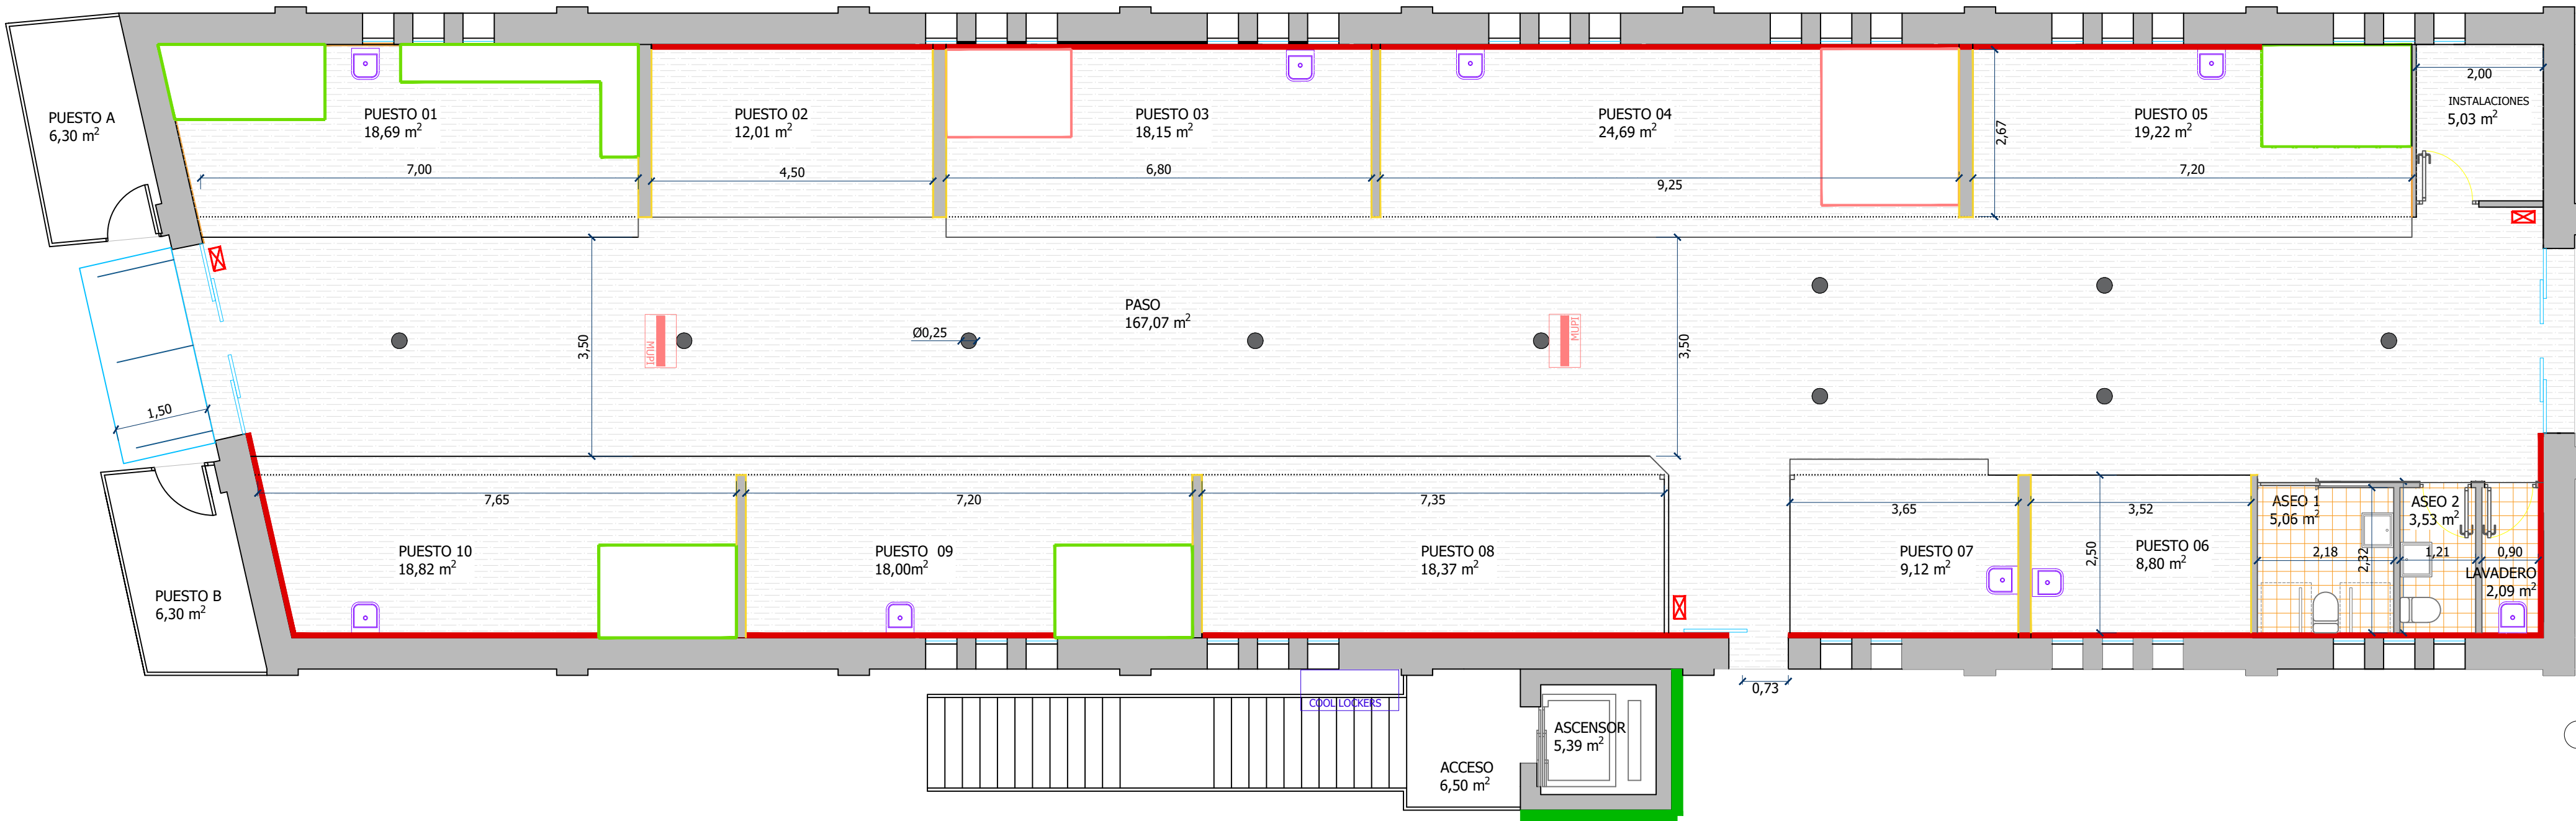 PUESTO A
6,30 m²
PUESTO 01
18,69 m²
7,00
PUESTO 02
12,01 m²
4,50
PUESTO 03
18,15 m²
6,80
PUESTO 04
24,69 m²
9,25
2,67
PUESTO 05
19,22 m²
7,20
2,00
INSTALACIONES
5,03 m²
PASO
167,07 m²
3,50
MUPI
Ø0,25
MUPI
3,50
1,50
7,65
7,20
7,35
3,65
3,52
PUESTO 10
18,82 m²
PUESTO 09
18,00m²
PUESTO 08
18,37 m²
PUESTO 07
9,12 m²
2,50
PUESTO 06
8,80 m²
ASEO 1
5,06 m²
2,18
2,32
ASEO 2
3,53 m²
1,21
0,90
LAVADERO
2,09 m²
PUESTO B
6,30 m²
0,73
COOL LOCKERS
ASCENSOR
5,39 m²
ACCESO
6,50 m²